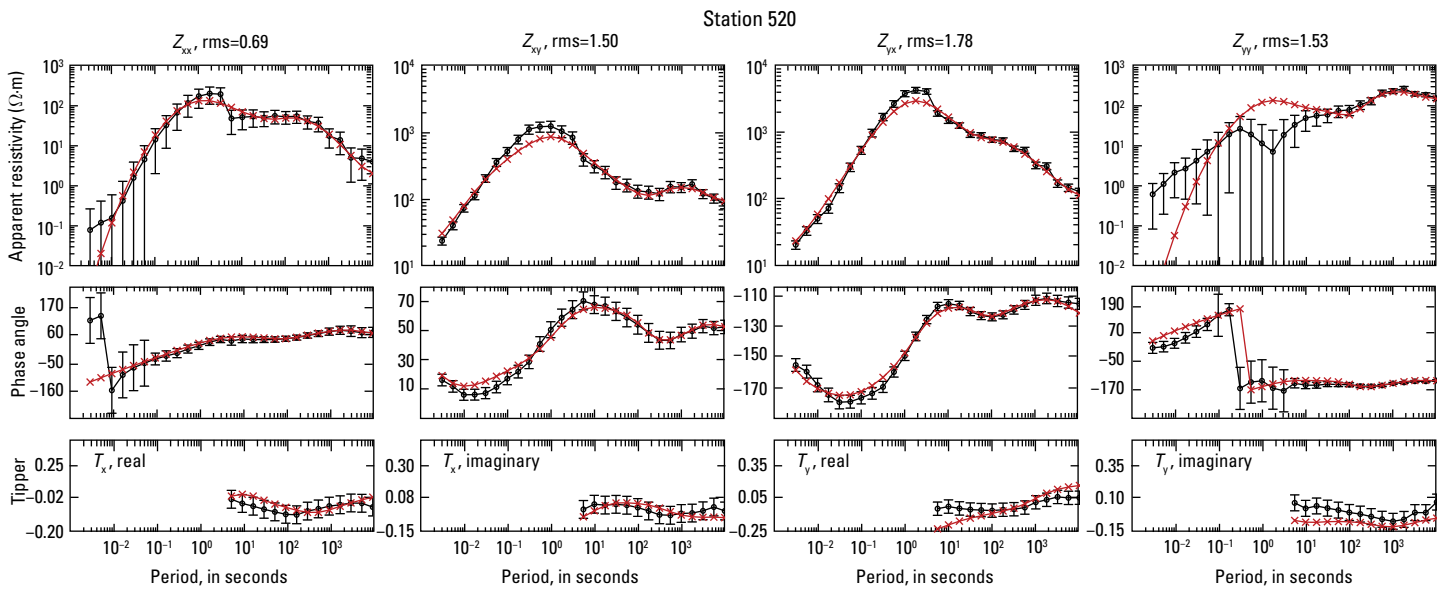 Station 520
Zxx, rms=0.69
Zxy, rms=1.50
Zyx, rms=1.78
Zyy, rms=1.53
Apparent resistivity (Ω·m)
10³
10²
10¹
1
10⁻¹
10⁻²
10⁴
10³
10²
10¹
10⁴
10³
10²
10¹
10³
10²
10¹
10⁰
10⁻¹
10⁻²
Phase angle
170
60
−50
−160
70
50
30
10
−110
−130
−150
−170
190
70
−50
−170
Tipper
Tx, real
0.25
−0.02
−0.20
Tx, imaginary
0.30
0.08
−0.15
Ty, real
0.40
0.05
−0.25
Ty, imaginary
0.40
0.10
−0.15
10⁻² 10⁻¹ 10⁰ 10¹ 10² 10³
10⁻² 10⁻¹ 10⁰ 10¹ 10² 10³
10⁻² 10⁻¹ 10⁰ 10¹ 10² 10³
10⁻² 10⁻¹ 10⁰ 10¹ 10² 10³
Period, in seconds
Period, in seconds
Period, in seconds
Period, in seconds